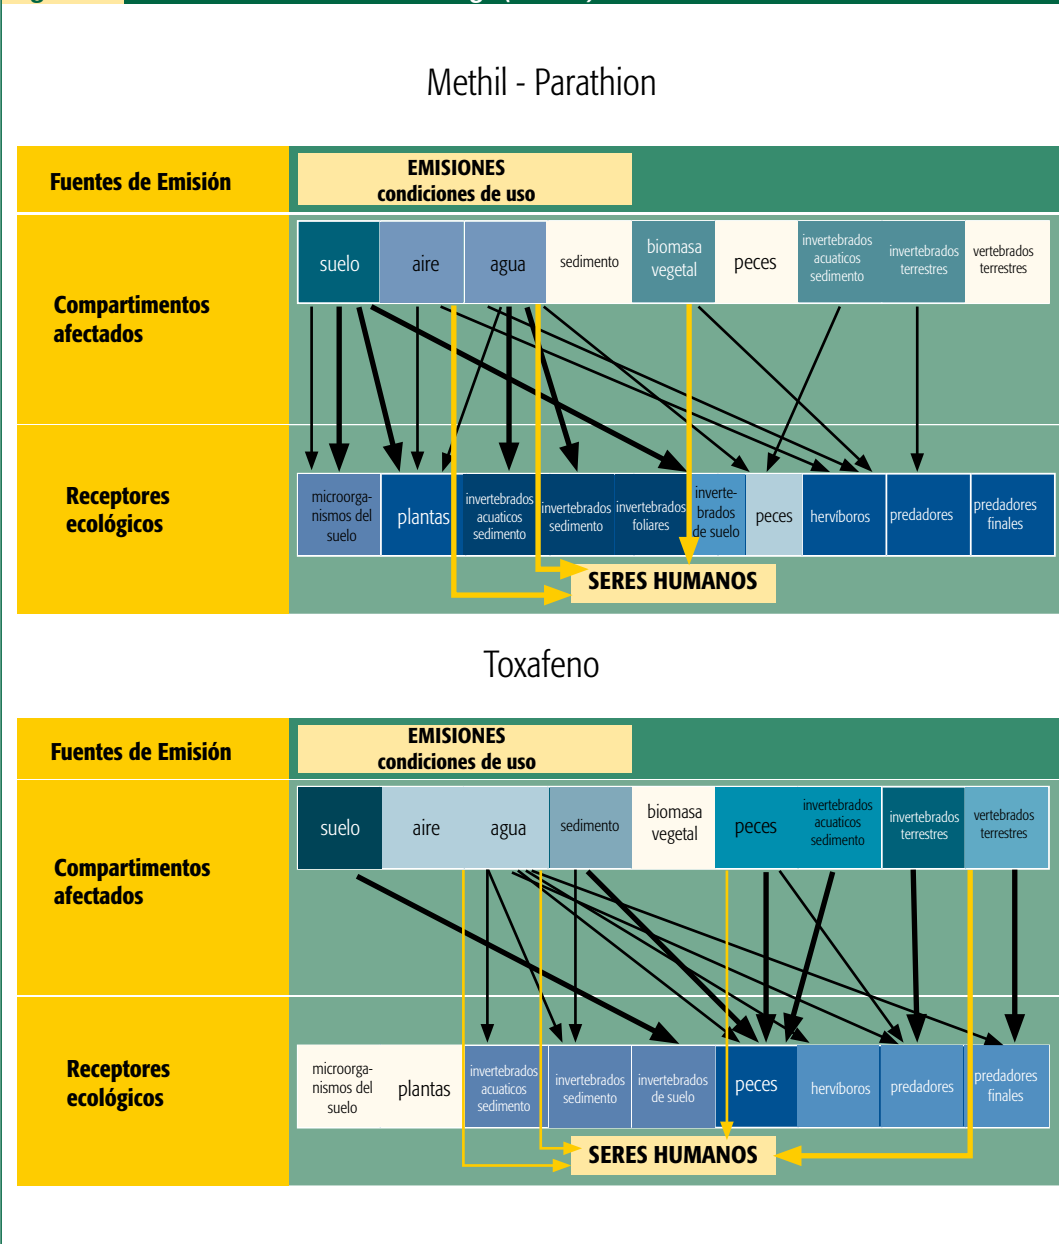 Methil - Parathion
Fuentes de Emisión
EMISIONES
condiciones de uso
Compartimentos
afectados
suelo
aire
agua
sedimento
biomasa
vegetal
peces
invertebrados
acuaticos
sedimento
invertebrados
terrestres
vertebrados
terrestres
Receptores
ecológicos
microorga-
nismos del
suelo
plantas
invertebrados
acuaticos
sedimento
invertebrados
sedimento
invertebrados
foliares
inverte-
brados
de suelo
peces
hervíboros
predadores
predadores
finales
SERES HUMANOS
Toxafeno
Fuentes de Emisión
EMISIONES
condiciones de uso
Compartimentos
afectados
suelo
aire
agua
sedimento
biomasa
vegetal
peces
invertebrados
acuaticos
sedimento
invertebrados
terrestres
vertebrados
terrestres
Receptores
ecológicos
microorga-
nismos del
suelo
plantas
invertebrados
acuaticos
sedimento
invertebrados
sedimento
invertebrados
de suelo
peces
hervíboros
predadores
predadores
finales
SERES HUMANOS